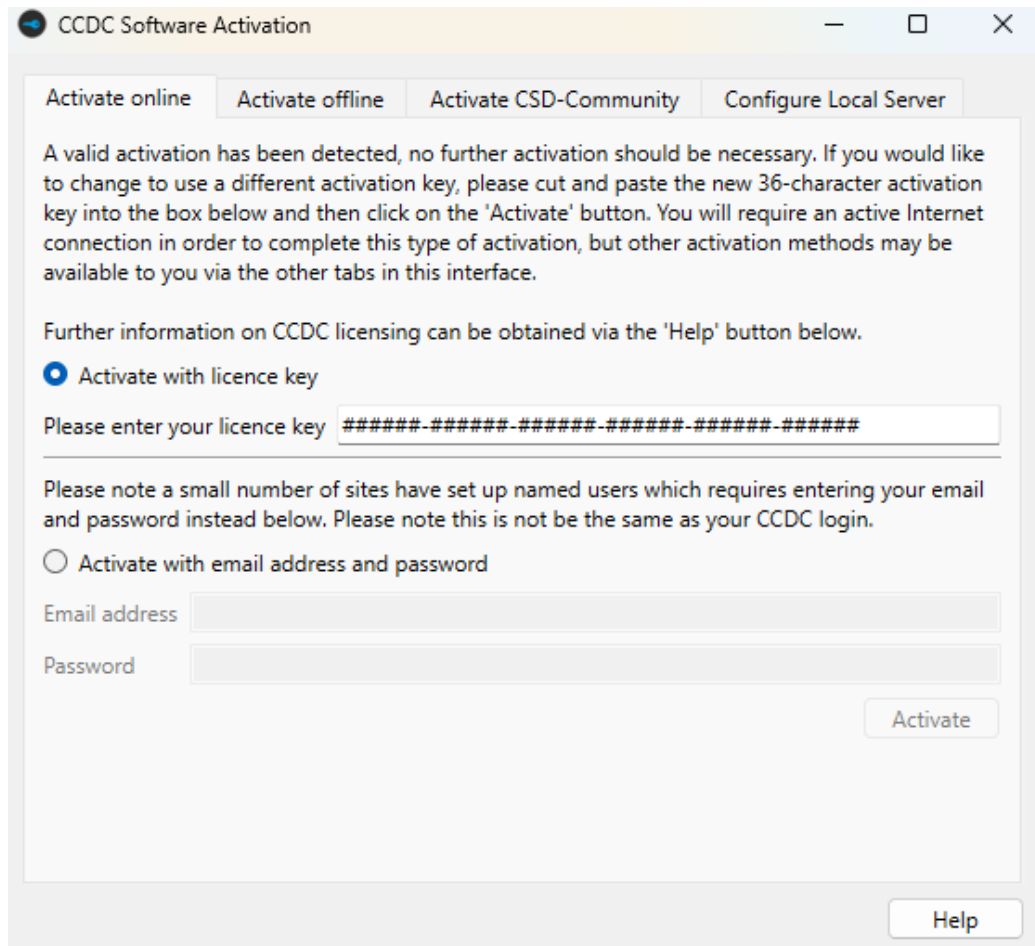 CCDC Software Activation
Activate online
Activate offline
Activate CSD-Community
Configure Local Server
A valid activation has been detected, no further activation should be necessary. If you would like
to change to use a different activation key, please cut and paste the new 36-character activation
key into the box below and then click on the 'Activate' button. You will require an active Internet
connection in order to complete this type of activation, but other activation methods may be
available to you via the other tabs in this interface.
Further information on CCDC licensing can be obtained via the 'Help' button below.
Activate with licence key
Please enter your licence key ######-######-######-######-######-######
Please note a small number of sites have set up named users which requires entering your email
and password instead below. Please note this is not be the same as your CCDC login.
Activate with email address and password
Email address
Password
Activate
Help